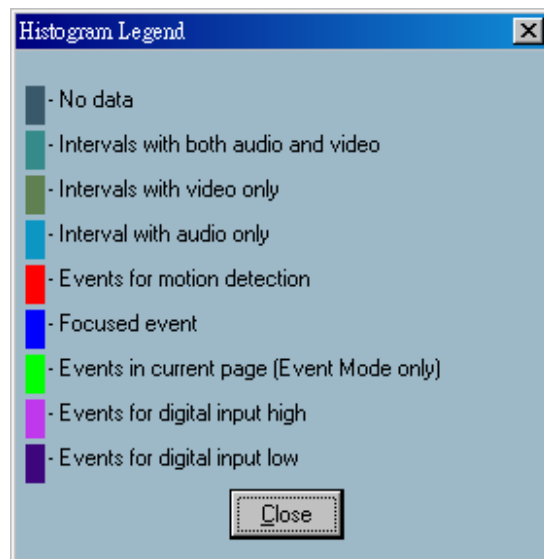 Histogram Legend
- No data
- Intervals with both audio and video
- Intervals with video only
- Interval with audio only
- Events for motion detection
- Focused event
- Events in current page (Event Mode only)
- Events for digital input high
- Events for digital input low
Close